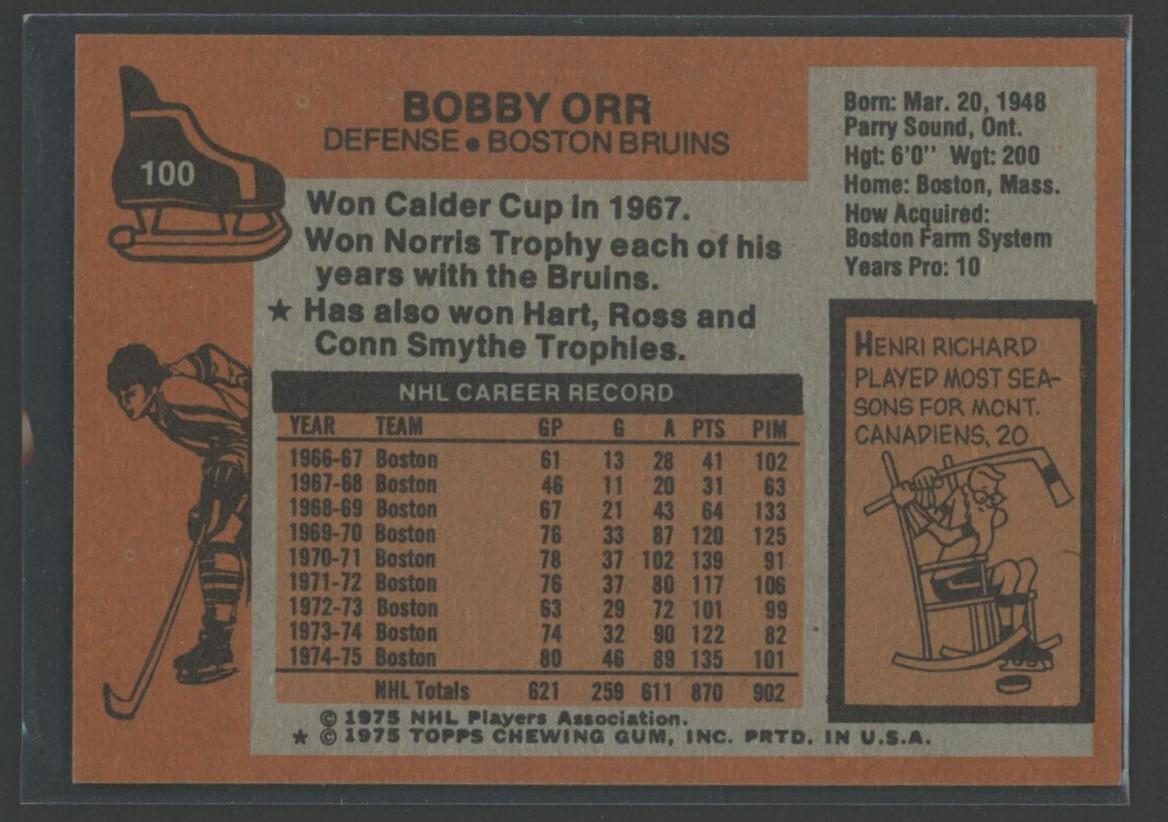 100
BOBBY ORR
DEFENSE • BOSTON BRUINS
Won Calder Cup in 1967.
Won Norris Trophy each of his
years with the Bruins.
★ Has also won Hart, Ross and
Conn Smythe Trophies.
Born: Mar. 20, 1948
Parry Sound, Ont.
Hgt: 6'0'' Wgt: 200
Home: Boston, Mass.
How Acquired:
Boston Farm System
Years Pro: 10
NHL CAREER RECORD
YEAR TEAM GP G A PTS PIM
1966-67 Boston 61 13 28 41 102
1967-68 Boston 46 11 20 31 63
1968-69 Boston 67 21 43 64 133
1969-70 Boston 76 33 87 120 125
1970-71 Boston 78 37 102 139 91
1971-72 Boston 76 37 80 117 106
1972-73 Boston 63 29 72 101 99
1973-74 Boston 74 32 90 122 82
1974-75 Boston 80 46 89 135 101
NHL Totals 621 259 611 870 902
HENRI RICHARD
PLAYED MOST SEA-
SONS FOR MONT.
CANADIENS, 20
© 1975 NHL Players Association.
★ © 1975 TOPPS CHEWING GUM, INC. PRTD. IN U.S.A.